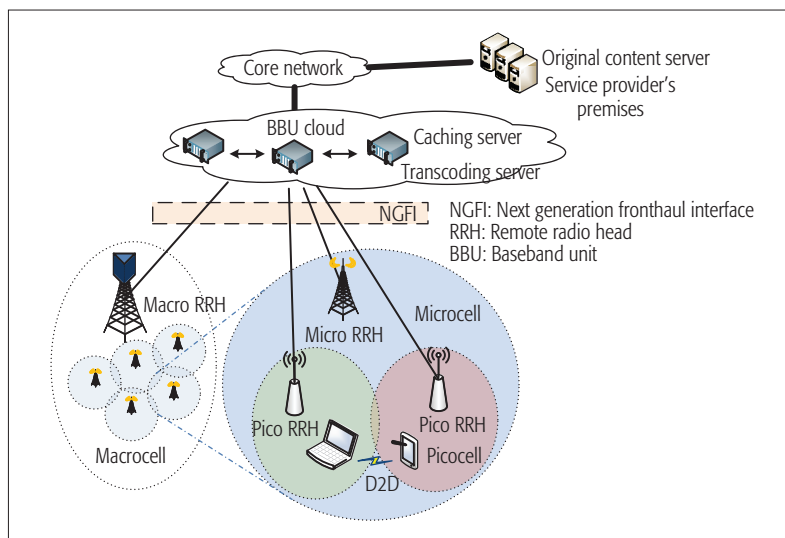 Core network
Original content server
Service provider's
premises
BBU cloud
Caching server
Transcoding server
NGFI
NGFI: Next generation fronthaul interface
RRH: Remote radio head
BBU: Baseband unit
Macro RRH
Micro RRH
Microcell
Pico RRH
Pico RRH
Macrocell
Picocell
D2D